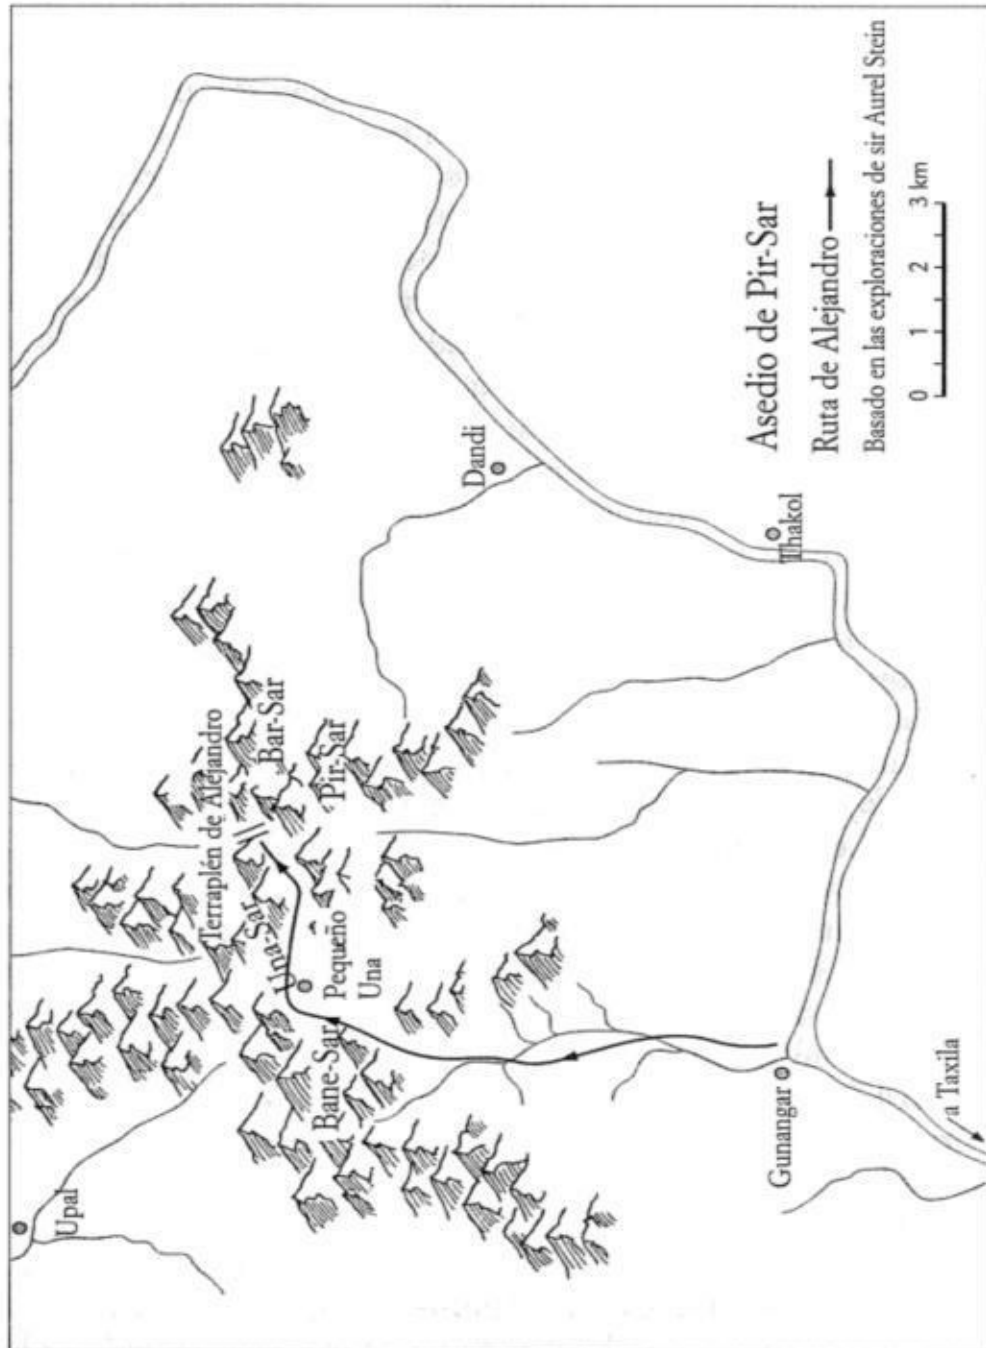 Upal
Bane-Sar
Una-Sar
Pequeño
Una
Terraplén de Alejandro
Bar-Sar
Pir-Sar
Dandi
Thakol
Gunangar
a Taxila
Asedio de Pir-Sar
Ruta de Alejandro
Basado en las exploraciones de sir Aurel Stein
0 1 2 3 km